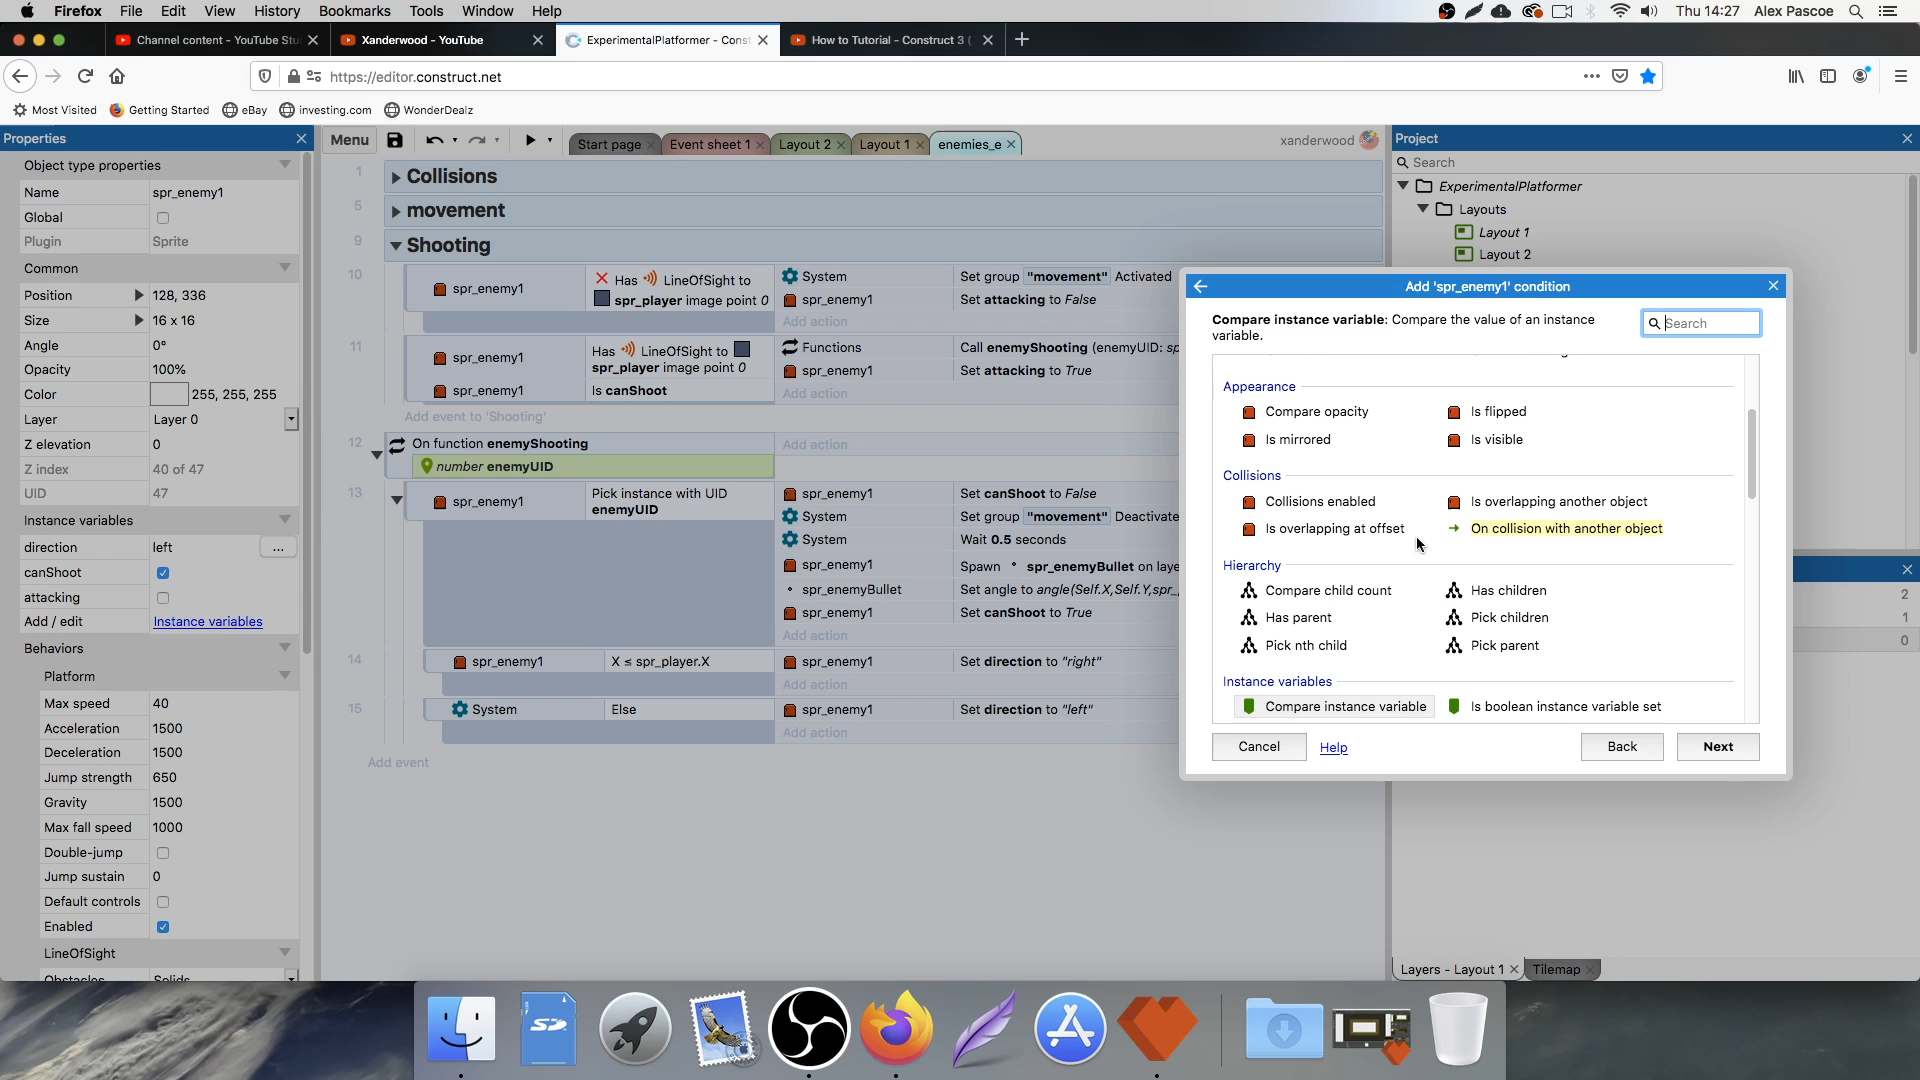 Firefox File Edit View History Bookmarks Tools Window Help
Thu 14:27 Alex Pascoe
Channel content - YouTube Stu
Xanderwood - YouTube
ExperimentalPlatformer - Const
How to Tutorial - Construct 3 (
https://editor.construct.net
Most Visited Getting Started eBay investing.com WonderDealz
Properties
Menu
Start page Event sheet 1 Layout 2 Layout 1 enemies_e
xanderwood
Project
Object type properties
Name spr_enemy1
Global
Plugin Sprite
Common
Position 128, 336
Size 16 x 16
Angle 0°
Opacity 100%
Color 255, 255, 255
Layer Layer 0
Z elevation 0
Z index 40 of 47
UID 47
Instance variables
direction left ...
canShoot
attacking
Add / edit Instance variables
Behaviors
Platform
Max speed 40
Acceleration 1500
Deceleration 1500
Jump strength 650
Gravity 1500
Max fall speed 1000
Double-jump
Jump sustain 0
Default controls
Enabled
LineOfSight
Obstacles Solids
1 Collisions
5 movement
9 Shooting
10 spr_enemy1 Has LineOfSight to spr_player image point 0
System Set group "movement" Activated
spr_enemy1 Set attacking to False
Add action
11 spr_enemy1 Has LineOfSight to spr_player image point 0
spr_enemy1 Is canShoot
Functions Call enemyShooting (enemyUID: sp
spr_enemy1 Set attacking to True
Add action
Add event to 'Shooting'
12 On function enemyShooting Add action
number enemyUID
13 spr_enemy1 Pick instance with UID enemyUID
spr_enemy1 Set canShoot to False
System Set group "movement" Deactivate
System Wait 0.5 seconds
spr_enemy1 Spawn spr_enemyBullet on laye
spr_enemyBullet Set angle to angle(Self.X,Self.Y,spr_
spr_enemy1 Set canShoot to True
Add action
14 spr_enemy1 X ≤ spr_player.X spr_enemy1 Set direction to "right"
Add action
15 System Else spr_enemy1 Set direction to "left"
Add action
Add event
Search
ExperimentalPlatformer
Layouts
Layout 1
Layout 2
Add 'spr_enemy1' condition
Compare instance variable: Compare the value of an instance
variable.
Search
Appearance
Compare opacity Is flipped
Is mirrored Is visible
Collisions
Collisions enabled Is overlapping another object
Is overlapping at offset On collision with another object
Hierarchy
Compare child count Has children
Has parent Pick children
Pick nth child Pick parent
Instance variables
Compare instance variable Is boolean instance variable set
Cancel Help Back Next
2
1
0
Layers - Layout 1 Tilemap
SD